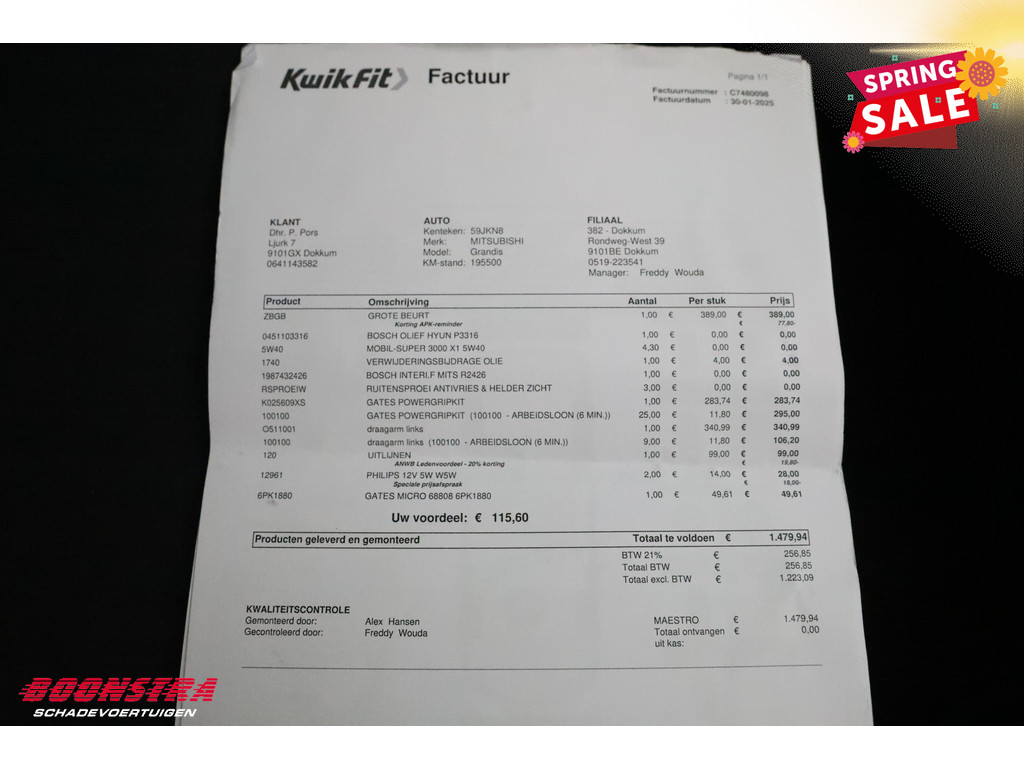 KwikFit Factuur
Pagina 1/1
Factuurnummer : C7480098
Factuurdatum : 30-01-2025
SPRING
SALE
KLANT
Dhr. P. Pors
Ljurk 7
9101GX Dokkum
0641143582
AUTO
Kenteken: 59JKN8
Merk: MITSUBISHI
Model: Grandis
KM-stand: 195500
FILIAAL
382 - Dokkum
Rondweg-West 39
9101BE Dokkum
0519-223541
Manager: Freddy Wouda
Product Omschrijving Aantal Per stuk Prijs
ZBGB GROTE BEURT 1,00 € 389,00 € 389,00
Korting APK-reminder € 77,80-
0451103316 BOSCH OLIEF HYUN P3316 1,00 € 0,00 € 0,00
5W40 MOBIL-SUPER 3000 X1 5W40 4,30 € 0,00 € 0,00
1740 VERWIJDERINGSBIJDRAGE OLIE 1,00 € 4,00 € 4,00
1987432426 BOSCH INTERI.F MITS R2426 1,00 € 0,00 € 0,00
RSPROEIW RUITENSPROEI ANTIVRIES & HELDER ZICHT 3,00 € 0,00 € 0,00
K025609XS GATES POWERGRIPKIT 1,00 € 283,74 € 283,74
100100 GATES POWERGRIPKIT (100100 - ARBEIDSLOON (6 MIN.)) 25,00 € 11,80 € 295,00
O511001 draagarm links 1,00 € 340,99 € 340,99
100100 draagarm links (100100 - ARBEIDSLOON (6 MIN.)) 9,00 € 11,80 € 106,20
120 UITLIJNEN 1,00 € 99,00 € 99,00
ANWB Ledenvoordeel - 20% korting € 19,80-
12961 PHILIPS 12V 5W W5W 2,00 € 14,00 € 28,00
Speciale prijsafspraak € 18,00-
6PK1880 GATES MICRO 68808 6PK1880 1,00 € 49,61 € 49,61
Uw voordeel: € 115,60
Producten geleverd en gemonteerd Totaal te voldoen € 1.479,94
BTW 21% € 256,85
Totaal BTW € 256,85
Totaal excl. BTW € 1.223,09
KWALITEITSCONTROLE
Gemonteerd door: Alex Hansen
Gecontroleerd door: Freddy Wouda
MAESTRO € 1.479,94
Totaal ontvangen € 0,00
uit kas:
BOONSTRA
SCHADEVOERTUIGEN